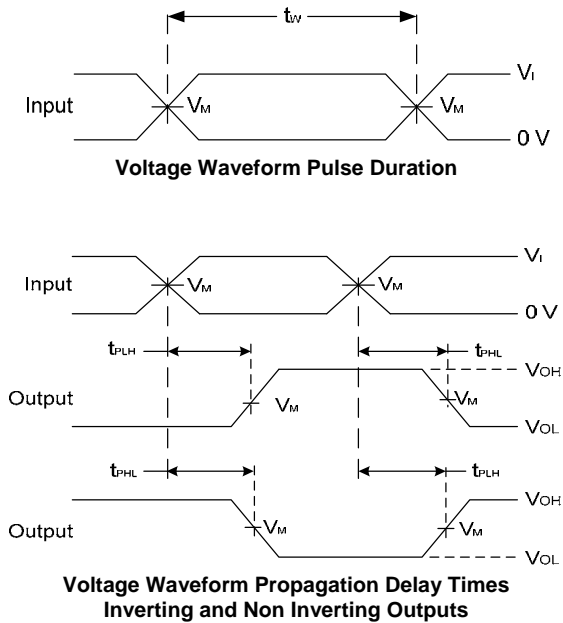 tW
VI
Input
VM
VM
0 V
Voltage Waveform Pulse Duration
VI
Input
VM
VM
0 V
tPLH
tPHL
VOH
Output
VM
VM
VOL
tPHL
tPLH
VOH
Output
VM
VM
VOL
Voltage Waveform Propagation Delay Times
Inverting and Non Inverting Outputs